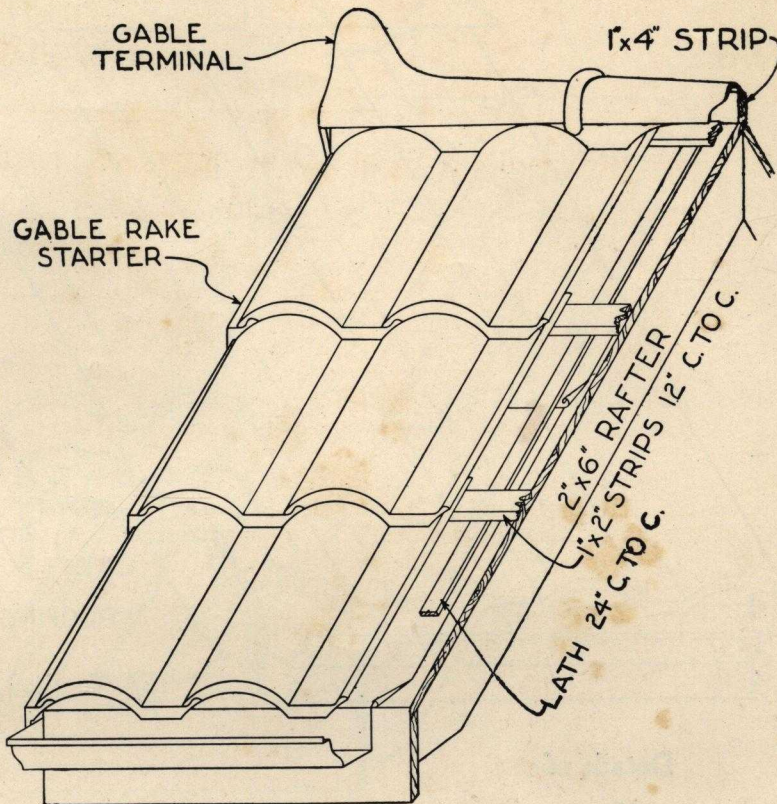 GABLE
TERMINAL
1"x4" STRIP
GABLE RAKE
STARTER
2"x6" RAFTER
1"x2" STRIPS 12" C. TO C.
LATH 24" C. TO C.